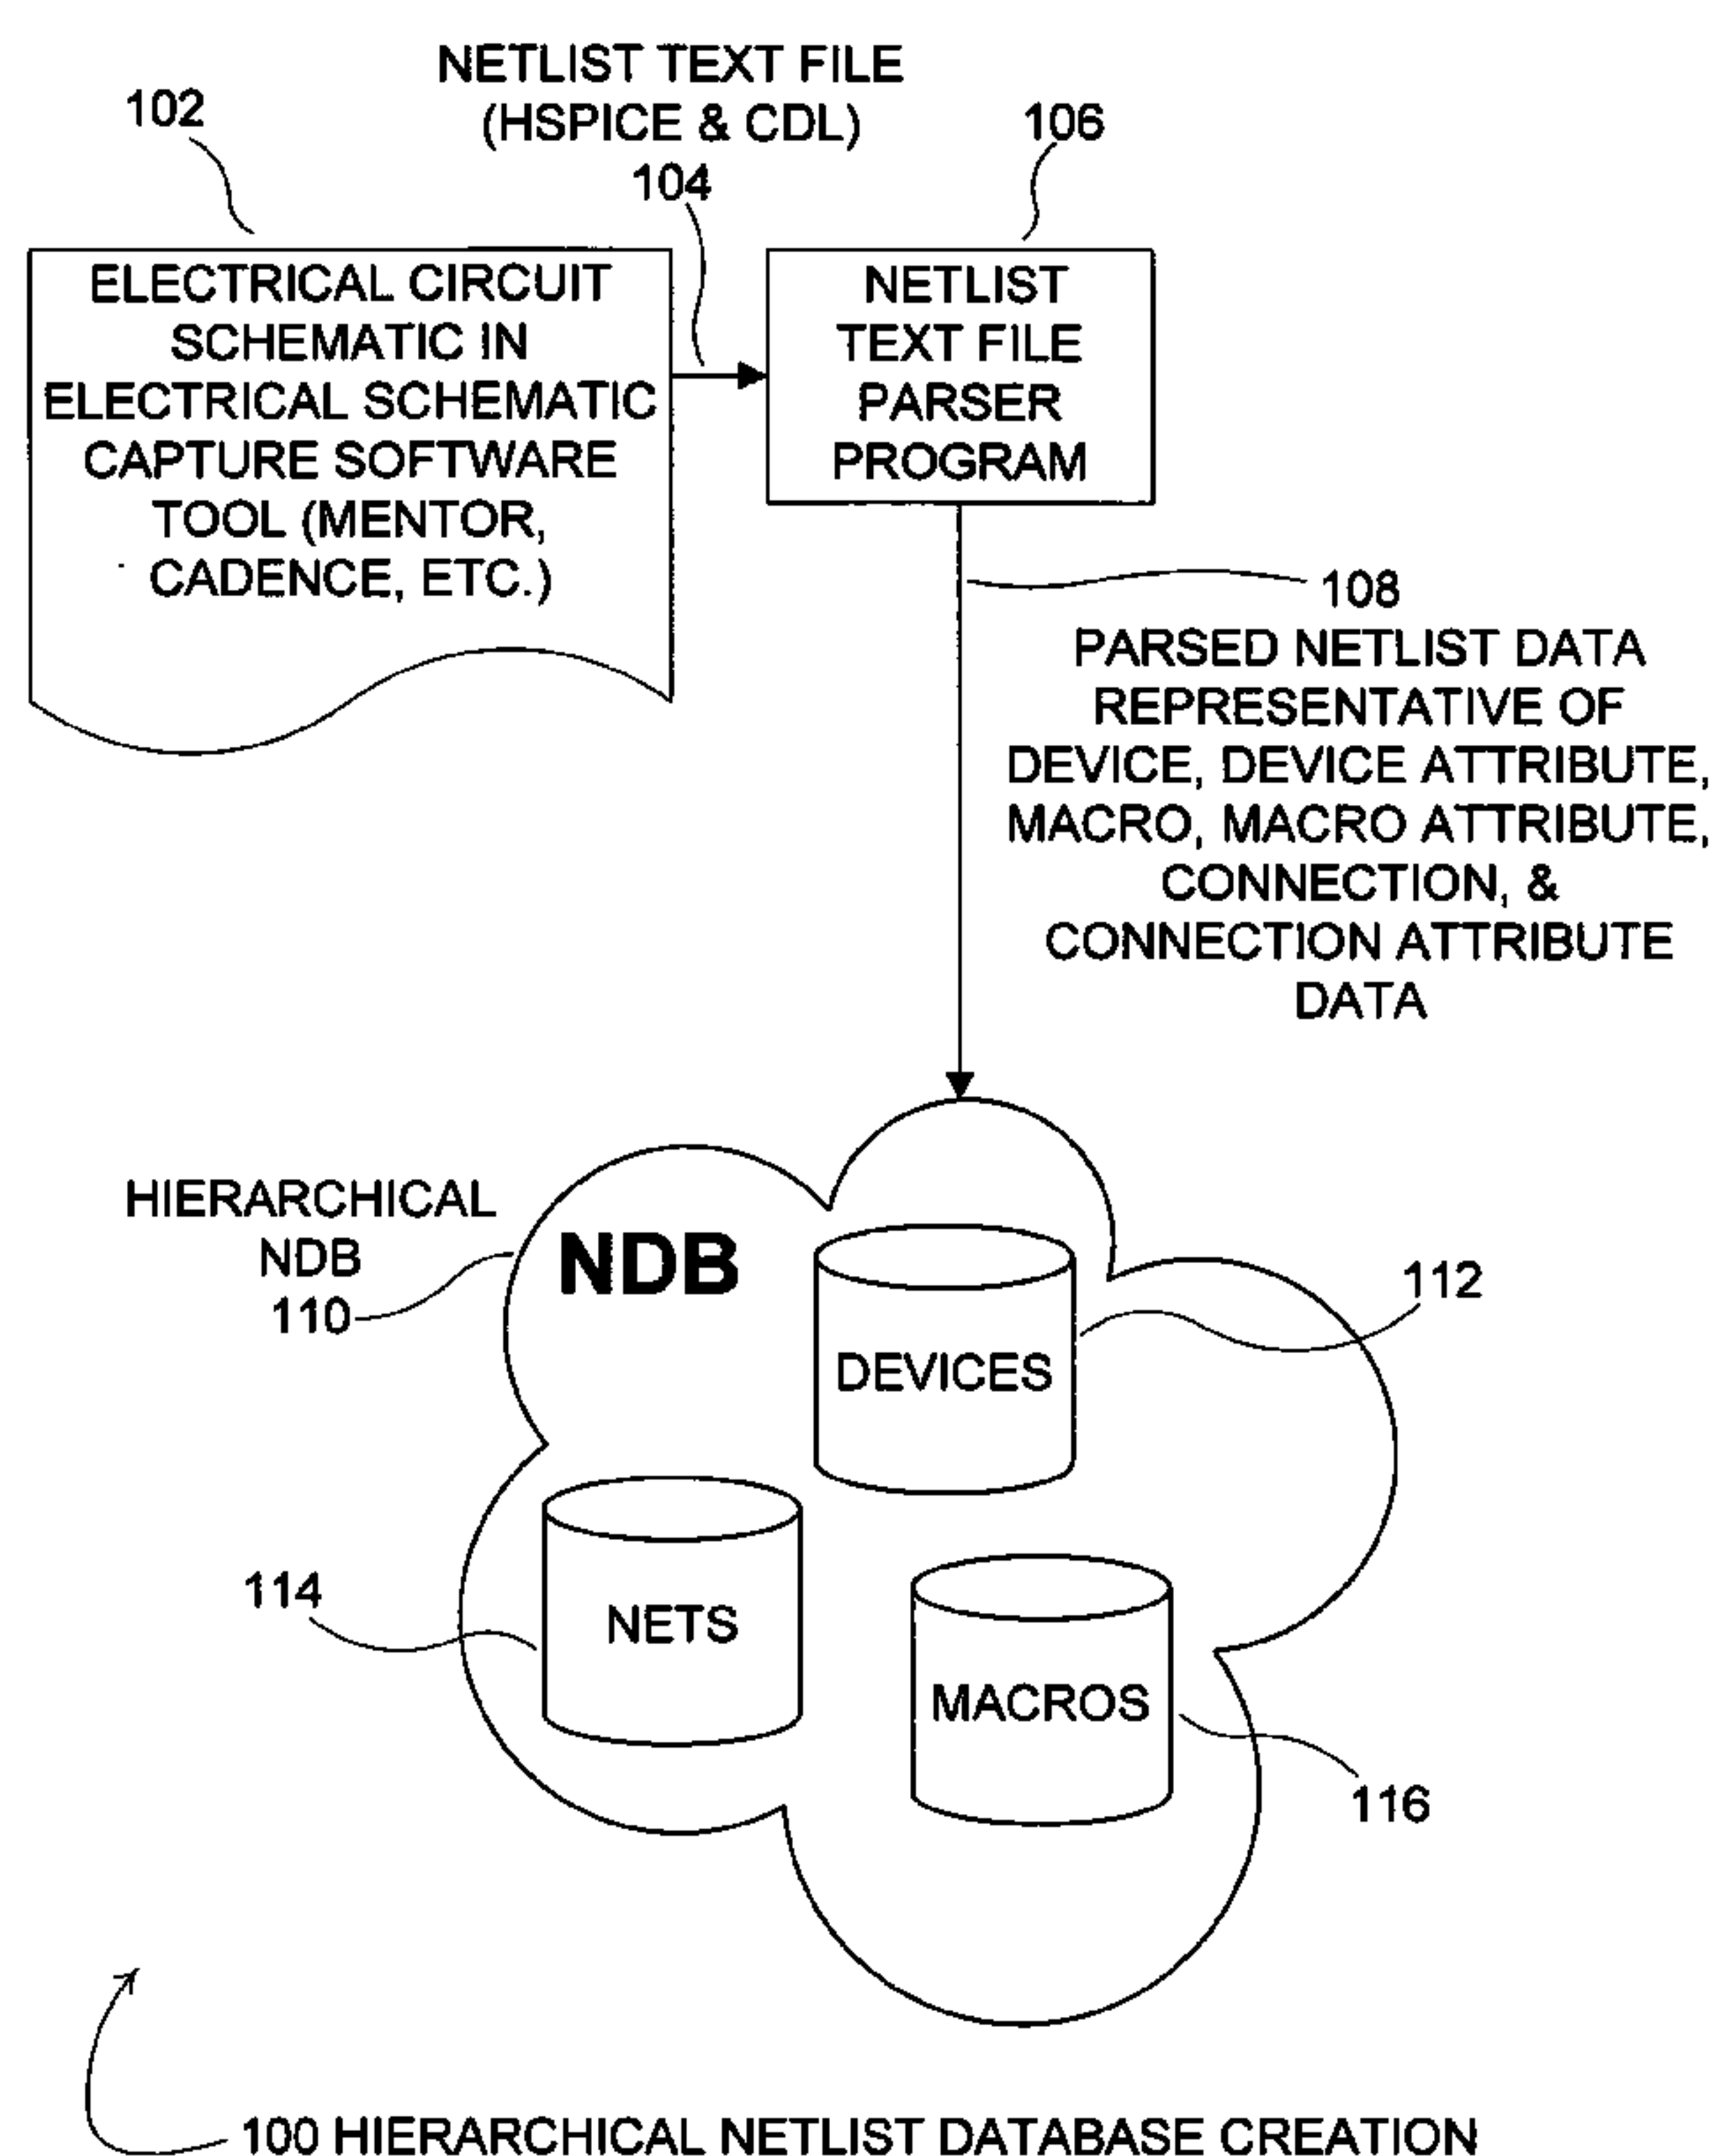 NETLIST TEXT FILE
(HSPICE & CDL)
104
102
106
ELECTRICAL CIRCUIT
SCHEMATIC IN
ELECTRICAL SCHEMATIC
CAPTURE SOFTWARE
TOOL (MENTOR,
CADENCE, ETC.)
NETLIST
TEXT FILE
PARSER
PROGRAM
108
PARSED NETLIST DATA
REPRESENTATIVE OF
DEVICE, DEVICE ATTRIBUTE,
MACRO, MACRO ATTRIBUTE,
CONNECTION, &
CONNECTION ATTRIBUTE
DATA
HIERARCHICAL
NDB
110
NDB
DEVICES
112
114
NETS
MACROS
116
100 HIERARCHICAL NETLIST DATABASE CREATION